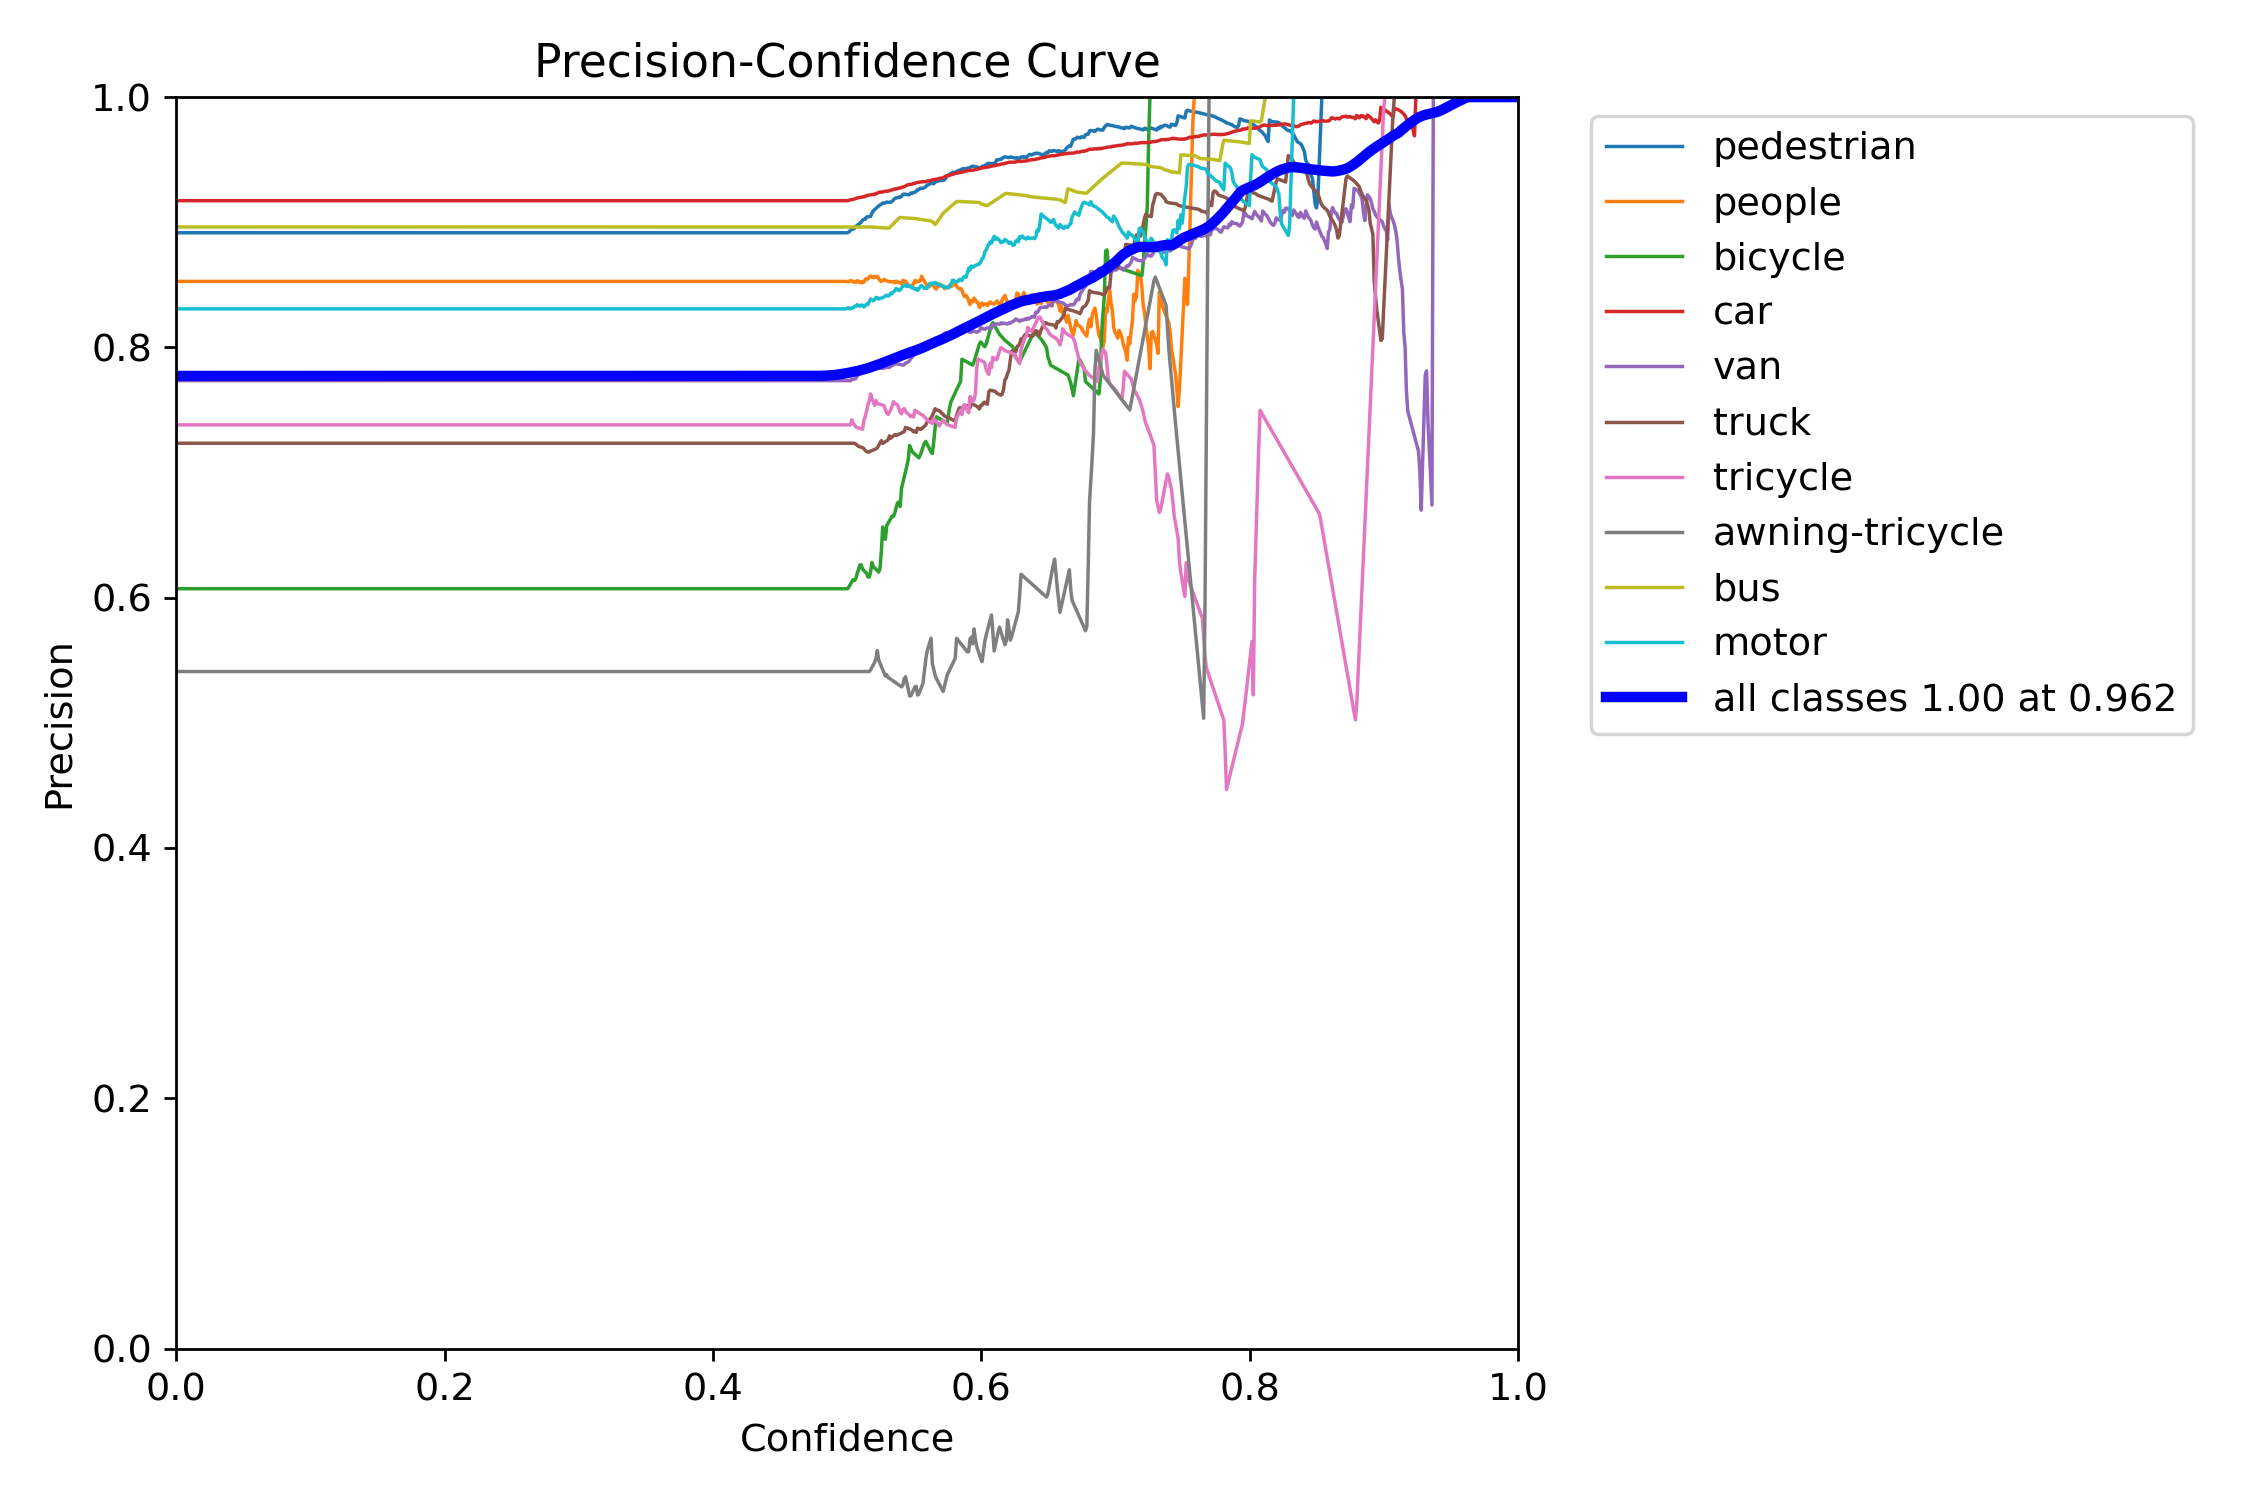 Precision-Confidence Curve
1.0
0.8
0.6
0.4
0.2
0.0
Precision
0.0 0.2 0.4 0.6 0.8 1.0
Confidence
pedestrian
people
bicycle
car
van
truck
tricycle
awning-tricycle
bus
motor
all classes 1.00 at 0.962